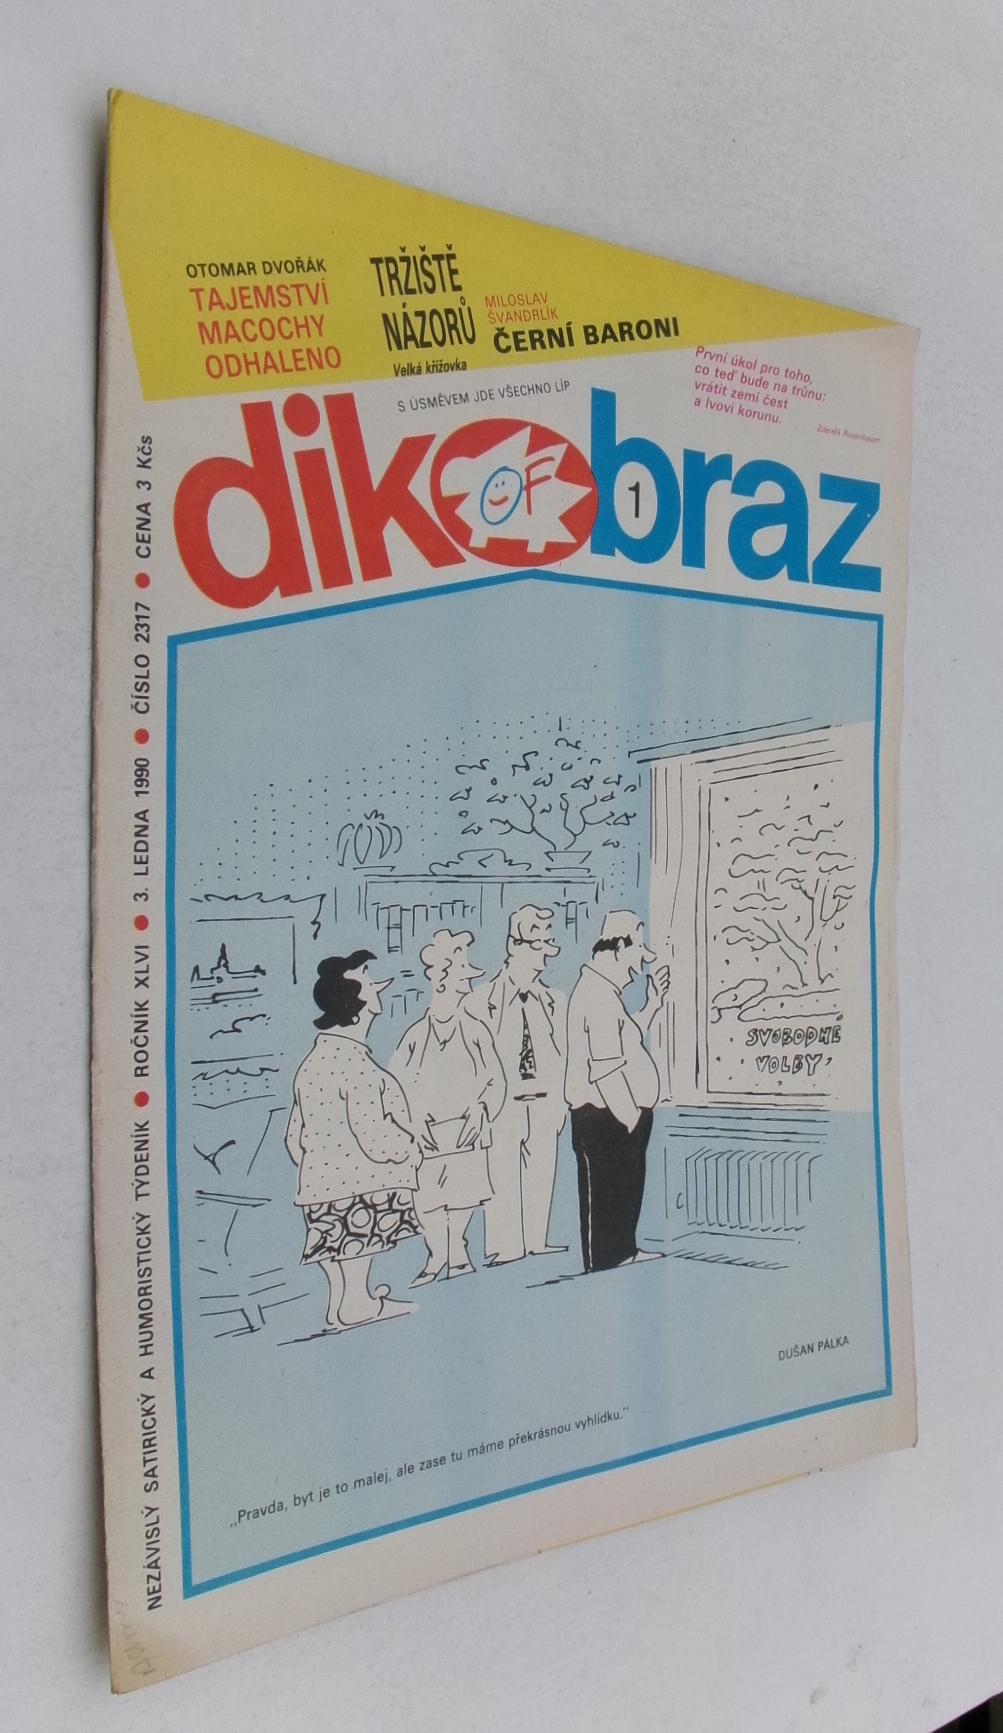 OTOMAR DVOŘÁK
TAJEMSTVÍ
MACOCHY
ODHALENO
TRŽIŠTĚ
NÁZORŮ
Velká křížovka
MILOSLAV
ŠVANDRLÍK
ČERNÍ BARONI
První úkol pro toho,
co teď bude na trůnu:
vrátit zemi čest
a lvovi korunu.
Zdeněk Rosenbaum
S ÚSMĚVEM JDE VŠECHNO LÍP
dikobraz
OF
1
NEZÁVISLÝ SATIRICKÝ A HUMORISTICKÝ TÝDENÍK ● ROČNÍK XLVI ● 3. LEDNA 1990 ● ČÍSLO 2317 ● CENA 3 Kčs
SVOBODNÉ
VOLBY
DUŠAN PÁLKA
„Pravda, byt je to malej, ale zase tu máme překrásnou vyhlídku."